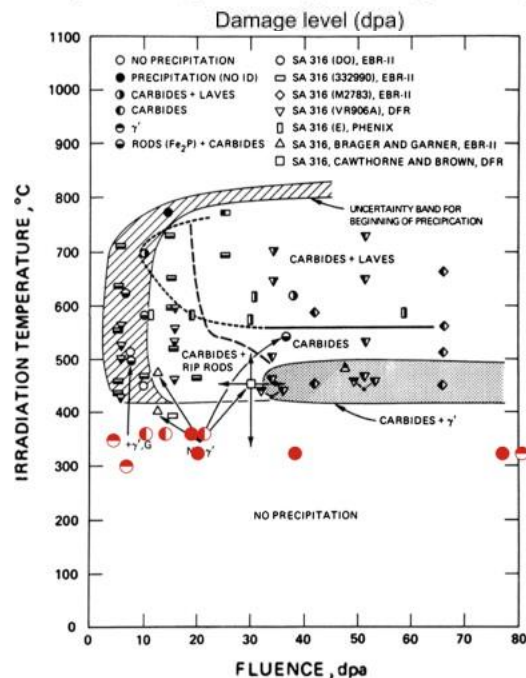 Damage level (dpa)
1100
1000
900
800
700
600
500
400
300
200
100
0
IRRADIATION TEMPERATURE, °C
NO PRECIPITATION
PRECIPITATION (NO ID)
CARBIDES + LAVES
CARBIDES
γ'
RODS (Fe2P) + CARBIDES
SA 316 (DO), EBR-II
SA 316 (332990), EBR-II
SA 316 (M2783), EBR-II
SA 316 (VR906A), DFR
SA 316 (E), PHENIX
SA 316, BRAGER AND GARNER, EBR-II
SA 316, CAWTHORNE AND BROWN, DFR
UNCERTAINTY BAND FOR
BEGINNING OF PRECIPICATION
CARBIDES + LAVES
CARBIDES
CARBIDES +
RIP RODS
CARBIDES + γ'
+γ',G
γ'
NO PRECIPITATION
0 10 20 30 40 50 60 70 80
FLUENCE, dpa